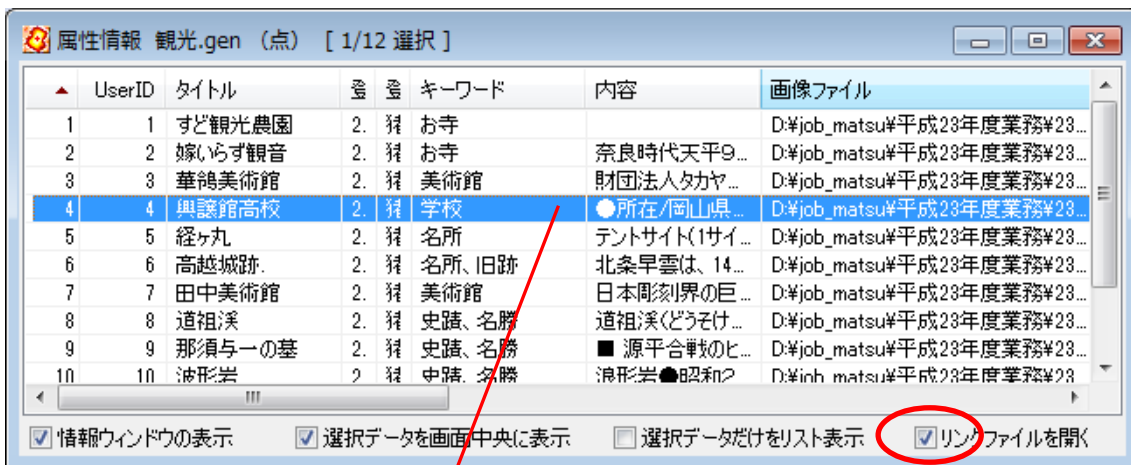 属性情報 観光.gen (点) [ 1/12 選択 ]
UserID タイトル 登 登 キーワード 内容 画像ファイル
1 1 すど観光農園 2. 猪 お寺 D:¥job_matsu¥平成23年度業務¥23...
2 2 嫁いらず観音 2. 猪 お寺 奈良時代天平9... D:¥job_matsu¥平成23年度業務¥23...
3 3 華鴒美術館 2. 猪 美術館 財団法人タカヤ... D:¥job_matsu¥平成23年度業務¥23...
4 4 興譲館高校 2. 猪 学校 ●所在/岡山県... D:¥job_matsu¥平成23年度業務¥23...
5 5 経ヶ丸 2. 猪 名所 テントサイト(1サイ... D:¥job_matsu¥平成23年度業務¥23...
6 6 高越城跡. 2. 猪 名所、旧跡 北条早雲は、14... D:¥job_matsu¥平成23年度業務¥23...
7 7 田中美術館 2. 猪 美術館 日本彫刻界の巨... D:¥job_matsu¥平成23年度業務¥23...
8 8 道祖渓 2. 猪 史蹟、名勝 道祖渓(どうそけ... D:¥job_matsu¥平成23年度業務¥23...
9 9 那須与一の墓 2. 猪 史蹟、名勝 ■ 源平合戦のヒ... D:¥job_matsu¥平成23年度業務¥23...
10 10 波形岩 2. 猪 史蹟、名勝 浪形岩●昭和2... D:¥job_matsu¥平成23年度業務¥23...
情報ウィンドウの表示 選択データを画面中央に表示 選択データだけをリスト表示 リンクファイルを開く